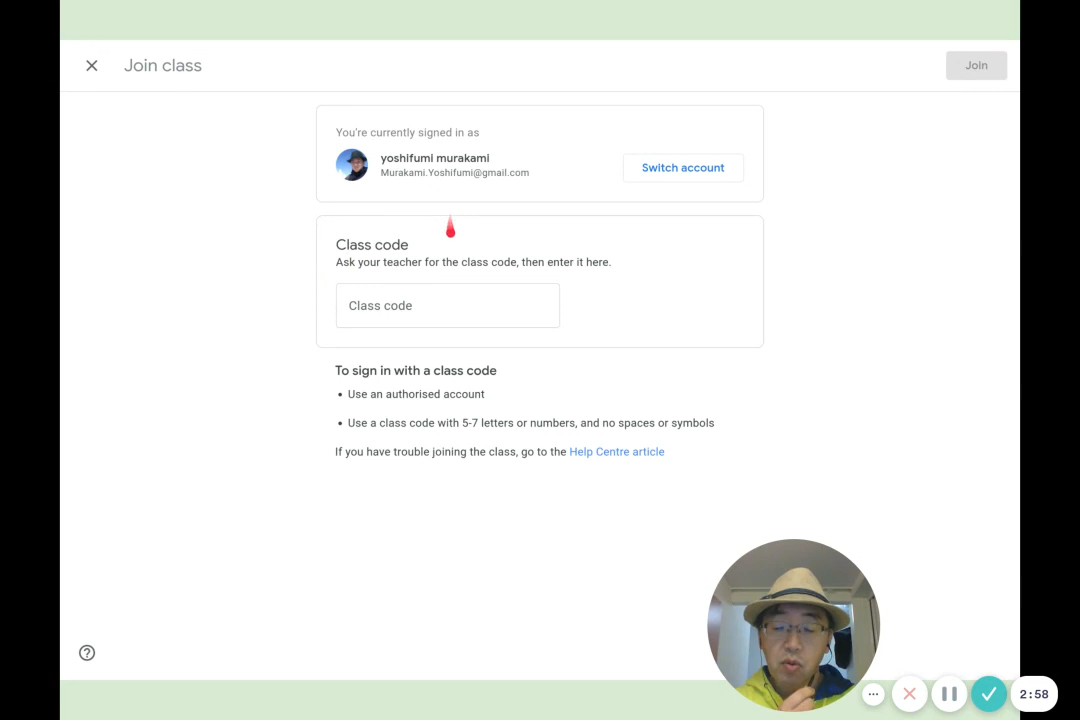 Join class
Join
You're currently signed in as
yoshifumi murakami
Murakami.Yoshifumi@gmail.com
Switch account
Class code
Ask your teacher for the class code, then enter it here.
Class code
To sign in with a class code
• Use an authorised account
• Use a class code with 5-7 letters or numbers, and no spaces or symbols
If you have trouble joining the class, go to the Help Centre article
2:58